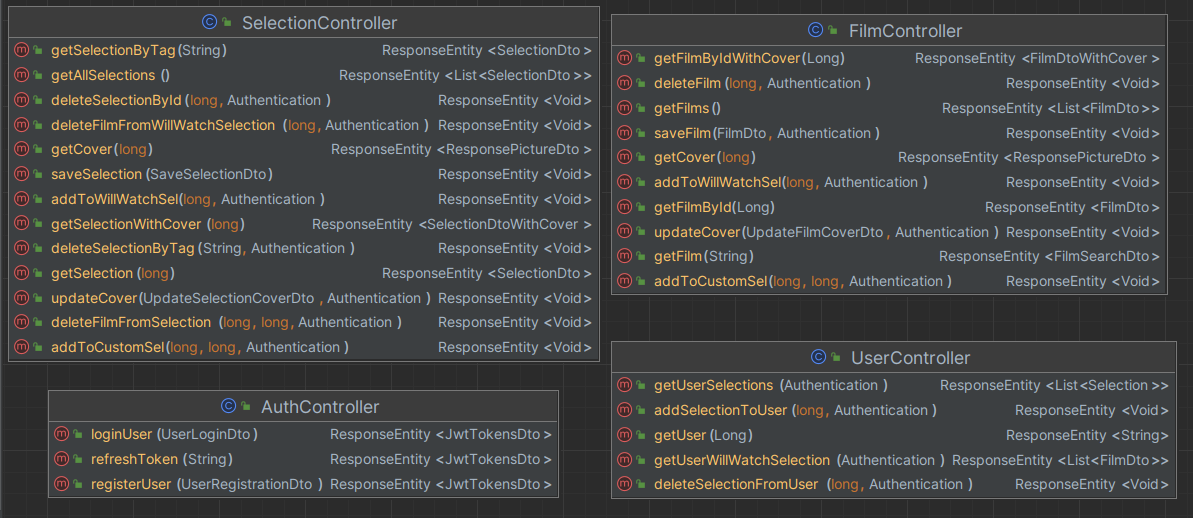 SelectionController
getSelectionByTag(String) ResponseEntity<SelectionDto>
getAllSelections() ResponseEntity<List<SelectionDto>>
deleteSelectionById(long, Authentication) ResponseEntity<Void>
deleteFilmFromWillWatchSelection(long, Authentication) ResponseEntity<Void>
getCover(long) ResponseEntity<ResponsePictureDto>
saveSelection(SaveSelectionDto) ResponseEntity<Void>
addToWillWatchSel(long, Authentication) ResponseEntity<Void>
getSelectionWithCover(long) ResponseEntity<SelectionDtoWithCover>
deleteSelectionByTag(String, Authentication) ResponseEntity<Void>
getSelection(long) ResponseEntity<SelectionDto>
updateCover(UpdateSelectionCoverDto, Authentication) ResponseEntity<Void>
deleteFilmFromSelection(long, long, Authentication) ResponseEntity<Void>
addToCustomSel(long, long, Authentication) ResponseEntity<Void>
FilmController
getFilmByIdWithCover(Long) ResponseEntity<FilmDtoWithCover>
deleteFilm(long, Authentication) ResponseEntity<Void>
getFilms() ResponseEntity<List<FilmDto>>
saveFilm(FilmDto, Authentication) ResponseEntity<Void>
getCover(long) ResponseEntity<ResponsePictureDto>
addToWillWatchSel(long, Authentication) ResponseEntity<Void>
getFilmById(Long) ResponseEntity<FilmDto>
updateCover(UpdateFilmCoverDto, Authentication) ResponseEntity<Void>
getFilm(String) ResponseEntity<FilmSearchDto>
addToCustomSel(long, long, Authentication) ResponseEntity<Void>
AuthController
loginUser(UserLoginDto) ResponseEntity<JwtTokensDto>
refreshToken(String) ResponseEntity<JwtTokensDto>
registerUser(UserRegistrationDto) ResponseEntity<JwtTokensDto>
UserController
getUserSelections(Authentication) ResponseEntity<List<Selection>>
addSelectionToUser(long, Authentication) ResponseEntity<Void>
getUser(Long) ResponseEntity<String>
getUserWillWatchSelection(Authentication) ResponseEntity<List<FilmDto>>
deleteSelectionFromUser(long, Authentication) ResponseEntity<Void>